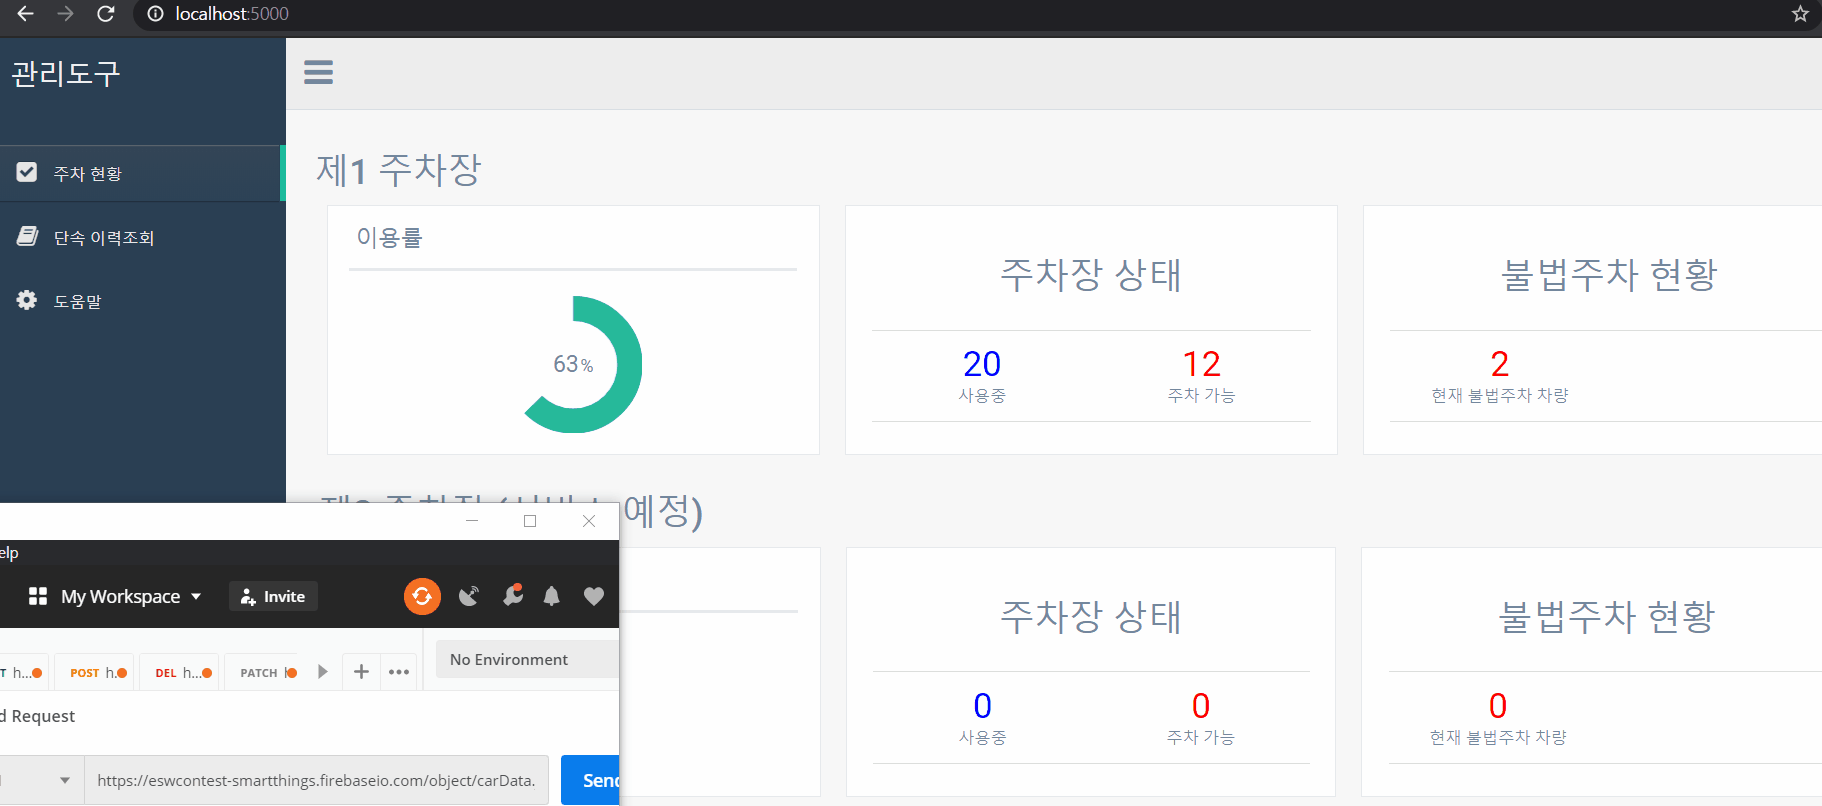 localhost:5000
관리도구
주차 현황
단속 이력조회
도움말
제1 주차장
이용률
63%
주차장 상태
20
사용중
12
주차 가능
불법주차 현황
2
현재 불법주차 차량
예정)
주차장 상태
0
사용중
0
주차 가능
불법주차 현황
0
현재 불법주차 차량
elp
My Workspace
Invite
T h...
POST h.
DEL h...
PATCH
No Environment
d Request
https://eswcontest-smartthings.firebaseio.com/object/carData.
Send